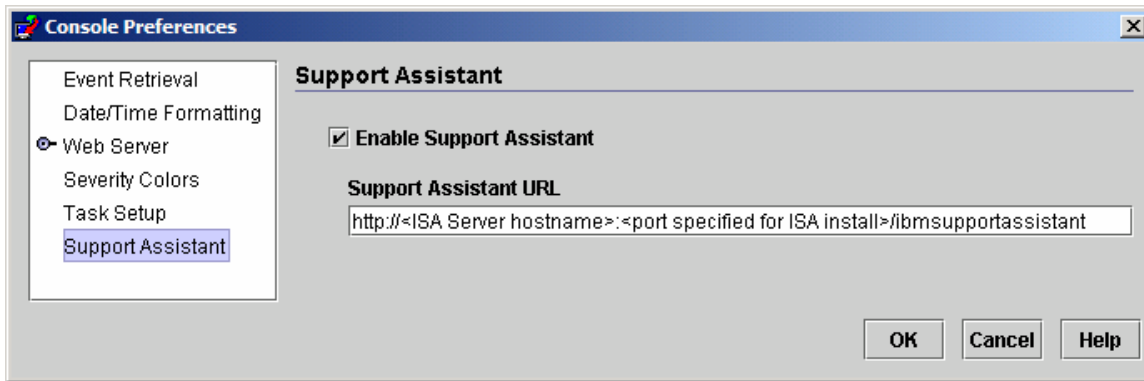 Console Preferences
Event Retrieval
Date/Time Formatting
Web Server
Severity Colors
Task Setup
Support Assistant
Support Assistant
Enable Support Assistant
Support Assistant URL
http://<ISA Server hostname>:<port specified for ISA install>/ibmsupportassistant
OK Cancel Help